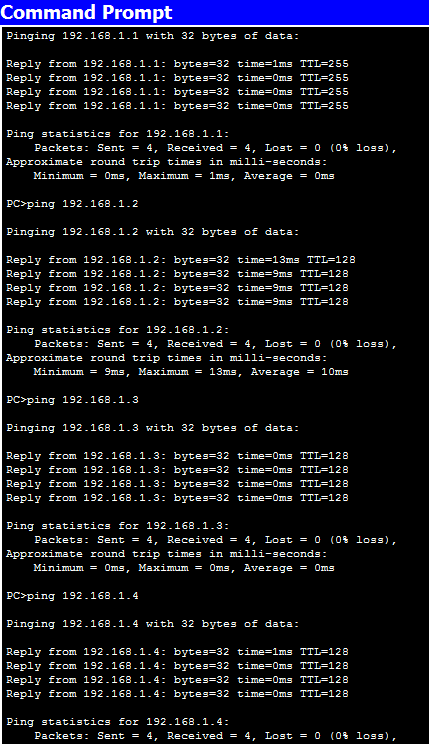 Command Prompt
Pinging 192.168.1.1 with 32 bytes of data:
Reply from 192.168.1.1: bytes=32 time=1ms TTL=255
Reply from 192.168.1.1: bytes=32 time=0ms TTL=255
Reply from 192.168.1.1: bytes=32 time=0ms TTL=255
Reply from 192.168.1.1: bytes=32 time=0ms TTL=255
Ping statistics for 192.168.1.1:
    Packets: Sent = 4, Received = 4, Lost = 0 (0% loss),
Approximate round trip times in milli-seconds:
    Minimum = 0ms, Maximum = 1ms, Average = 0ms
PC>ping 192.168.1.2
Pinging 192.168.1.2 with 32 bytes of data:
Reply from 192.168.1.2: bytes=32 time=13ms TTL=128
Reply from 192.168.1.2: bytes=32 time=9ms TTL=128
Reply from 192.168.1.2: bytes=32 time=9ms TTL=128
Reply from 192.168.1.2: bytes=32 time=9ms TTL=128
Ping statistics for 192.168.1.2:
    Packets: Sent = 4, Received = 4, Lost = 0 (0% loss),
Approximate round trip times in milli-seconds:
    Minimum = 9ms, Maximum = 13ms, Average = 10ms
PC>ping 192.168.1.3
Pinging 192.168.1.3 with 32 bytes of data:
Reply from 192.168.1.3: bytes=32 time=0ms TTL=128
Reply from 192.168.1.3: bytes=32 time=0ms TTL=128
Reply from 192.168.1.3: bytes=32 time=0ms TTL=128
Reply from 192.168.1.3: bytes=32 time=0ms TTL=128
Ping statistics for 192.168.1.3:
    Packets: Sent = 4, Received = 4, Lost = 0 (0% loss),
Approximate round trip times in milli-seconds:
    Minimum = 0ms, Maximum = 0ms, Average = 0ms
PC>ping 192.168.1.4
Pinging 192.168.1.4 with 32 bytes of data:
Reply from 192.168.1.4: bytes=32 time=1ms TTL=128
Reply from 192.168.1.4: bytes=32 time=0ms TTL=128
Reply from 192.168.1.4: bytes=32 time=0ms TTL=128
Reply from 192.168.1.4: bytes=32 time=0ms TTL=128
Ping statistics for 192.168.1.4:
    Packets: Sent = 4, Received = 4, Lost = 0 (0% loss),